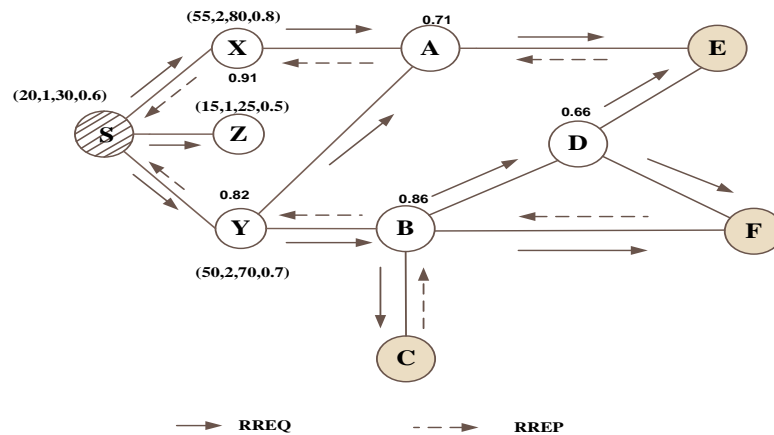 (55,2,80,0.8)
0.71
X
A
E
0.91
(20,1,30,0.6)
(15,1,25,0.5)
S
Z
D
0.66
0.82
0.86
Y
B
F
(50,2,70,0.7)
C
RREQ
RREP